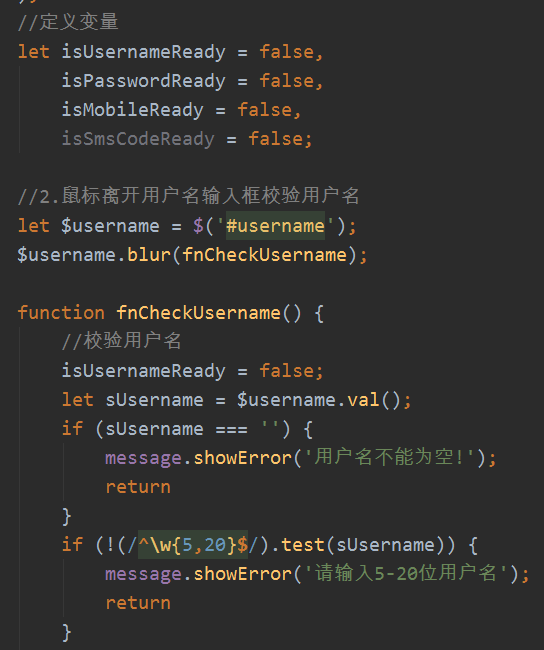 //定义变量
let isUsernameReady = false,
    isPasswordReady = false,
    isMobileReady = false,
    isSmsCodeReady = false;
//2.鼠标离开用户名输入框校验用户名
let $username = $('#username');
$username.blur(fnCheckUsername);
function fnCheckUsername() {
    //校验用户名
    isUsernameReady = false;
    let sUsername = $username.val();
    if (sUsername === '') {
        message.showError('用户名不能为空!');
        return
    }
    if (!(/^\w{5,20}$/).test(sUsername)) {
        message.showError('请输入5-20位用户名');
        return
    }